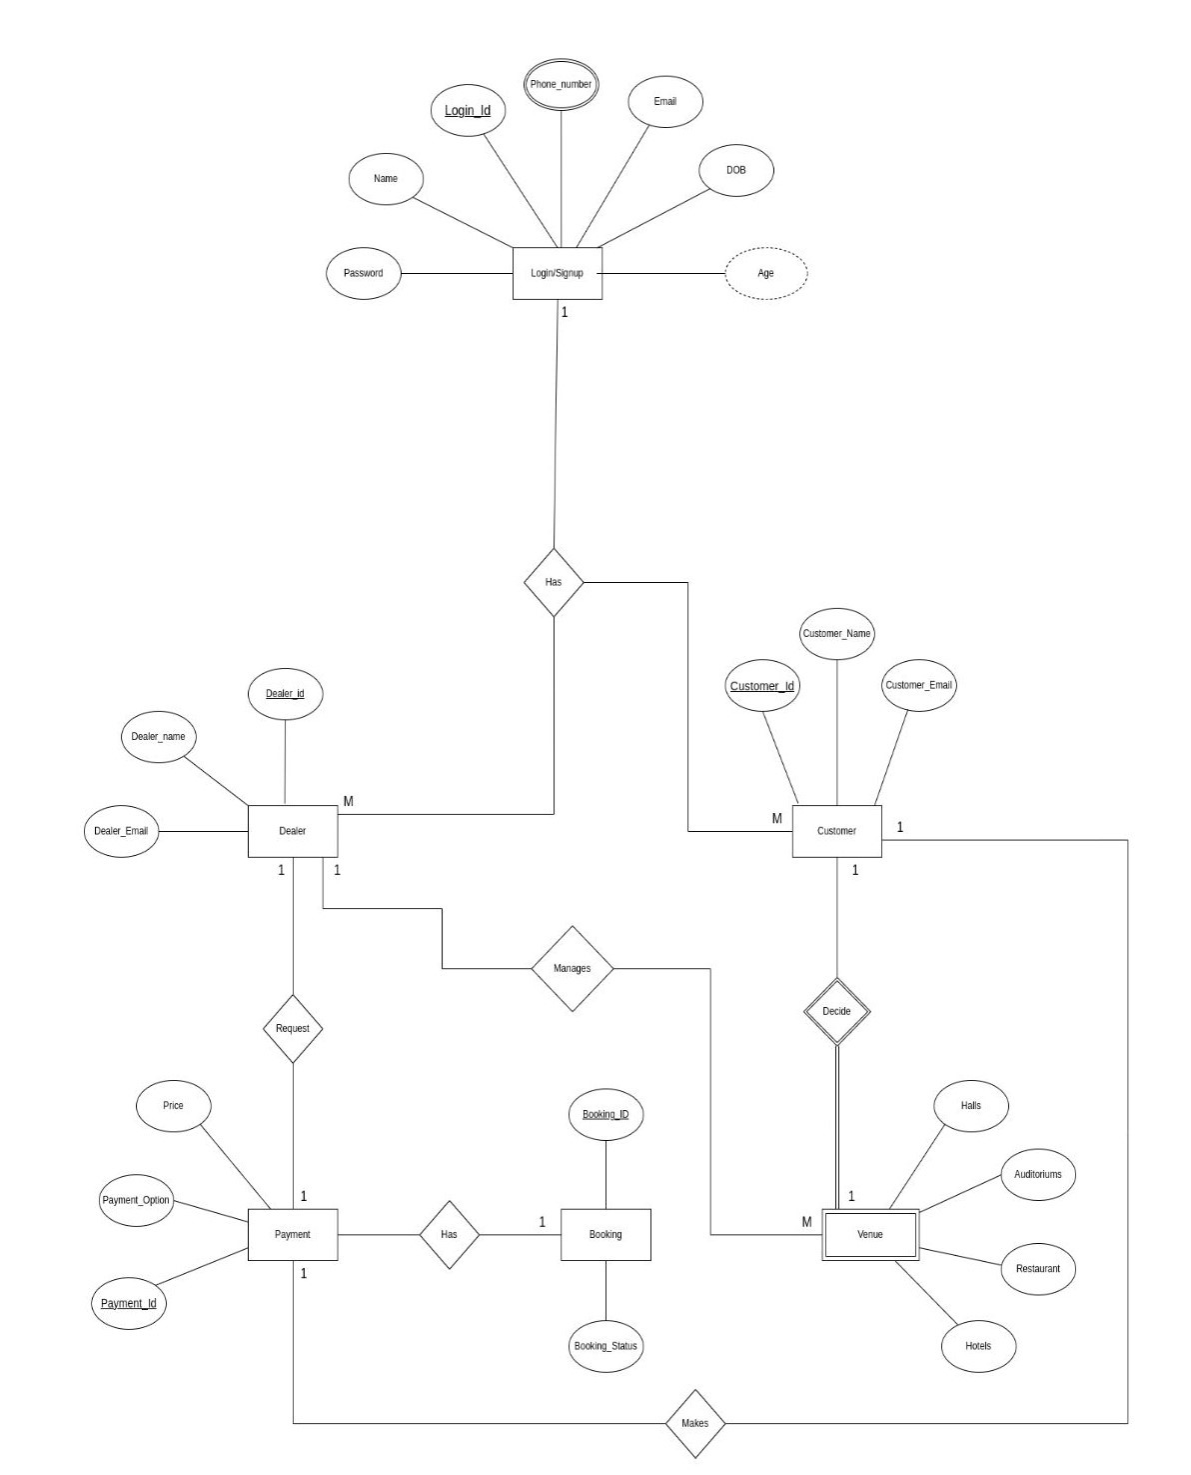 Phone_number
Email
Login_Id
DOB
Name
Password
Login/Signup
Age
1
Has
Customer_Name
Customer_Id
Customer_Email
Dealer_id
Dealer_name
M
M
1
Dealer_Email
Dealer
Customer
1
1
1
Manages
Decide
Request
Price
Booking_ID
Halls
Auditoriums
Payment_Option
1
1
1
M
Payment
Has
Booking
Venue
1
Restaurant
Payment_Id
Booking_Status
Hotels
Makes